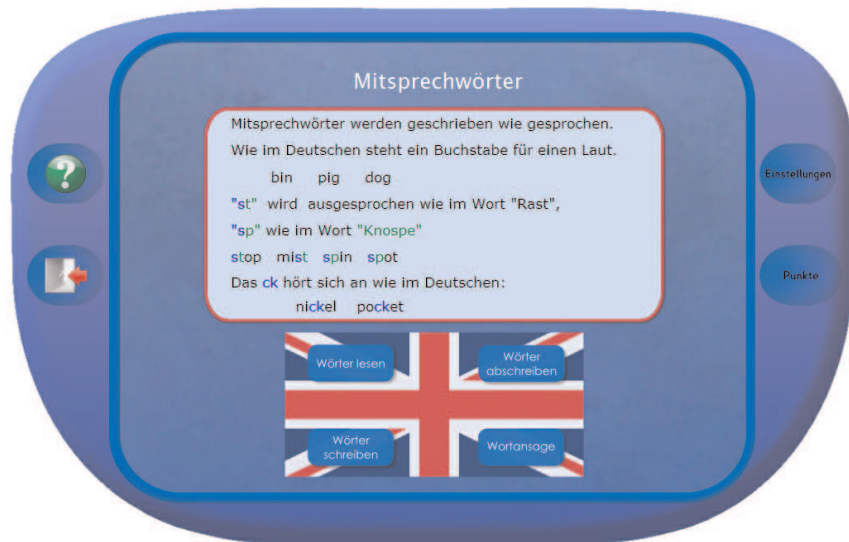 Mitsprechwörter
Mitsprechwörter werden geschrieben wie gesprochen.
Wie im Deutschen steht ein Buchstabe für einen Laut.
bin pig dog
"st" wird ausgesprochen wie im Wort "Rast",
"sp" wie im Wort "Knospe"
stop mist spin spot
Das ck hört sich an wie im Deutschen:
nickel pocket
?
Einstellungen
Punkte
Wörter lesen
Wörter
abschreiben
Wörter
schreiben
Wortansage